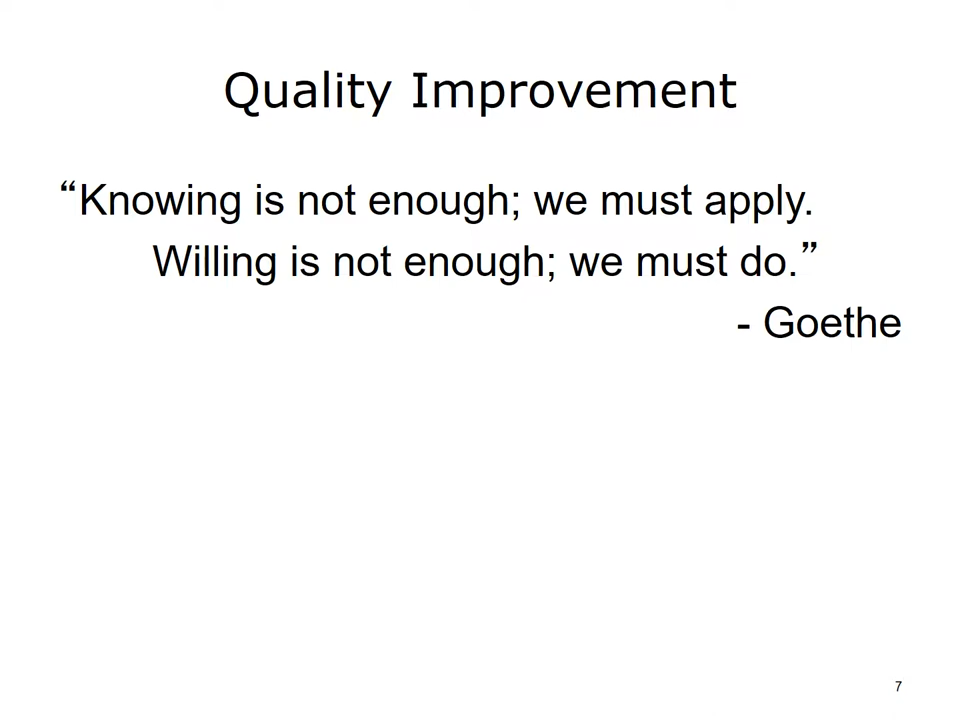 Quality Improvement
“Knowing is not enough; we must apply.
Willing is not enough; we must do.”
- Goethe
7